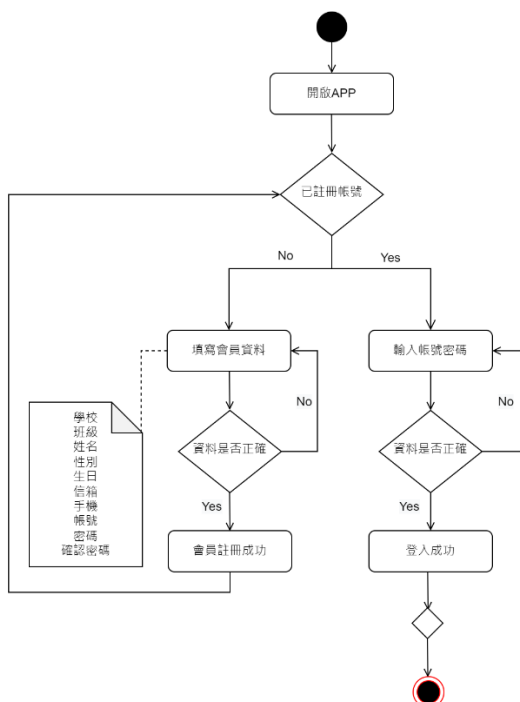 開啟APP
已註冊帳號
No
Yes
填寫會員資料
輸入帳號密碼
No
No
學校
班級
姓名
性別
生日
信箱
手機
帳號
密碼
確認密碼
資料是否正確
資料是否正確
Yes
Yes
會員註冊成功
登入成功